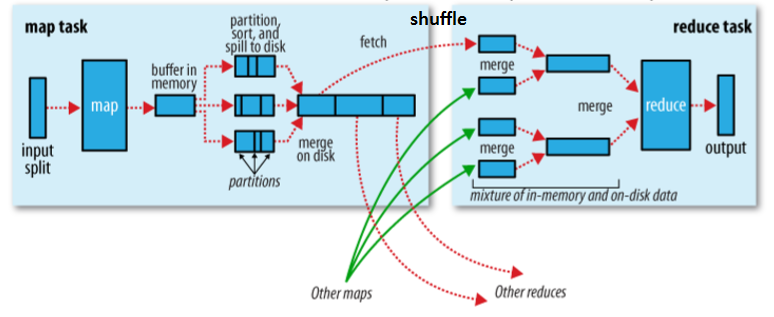 shuffle
map task
reduce task
partition,
sort, and
spill to disk
fetch
buffer in
memory
map
input
split
merge
on disk
partitions
merge
merge
merge
reduce
output
mixture of in-memory and on-disk data
Other maps
Other reduces